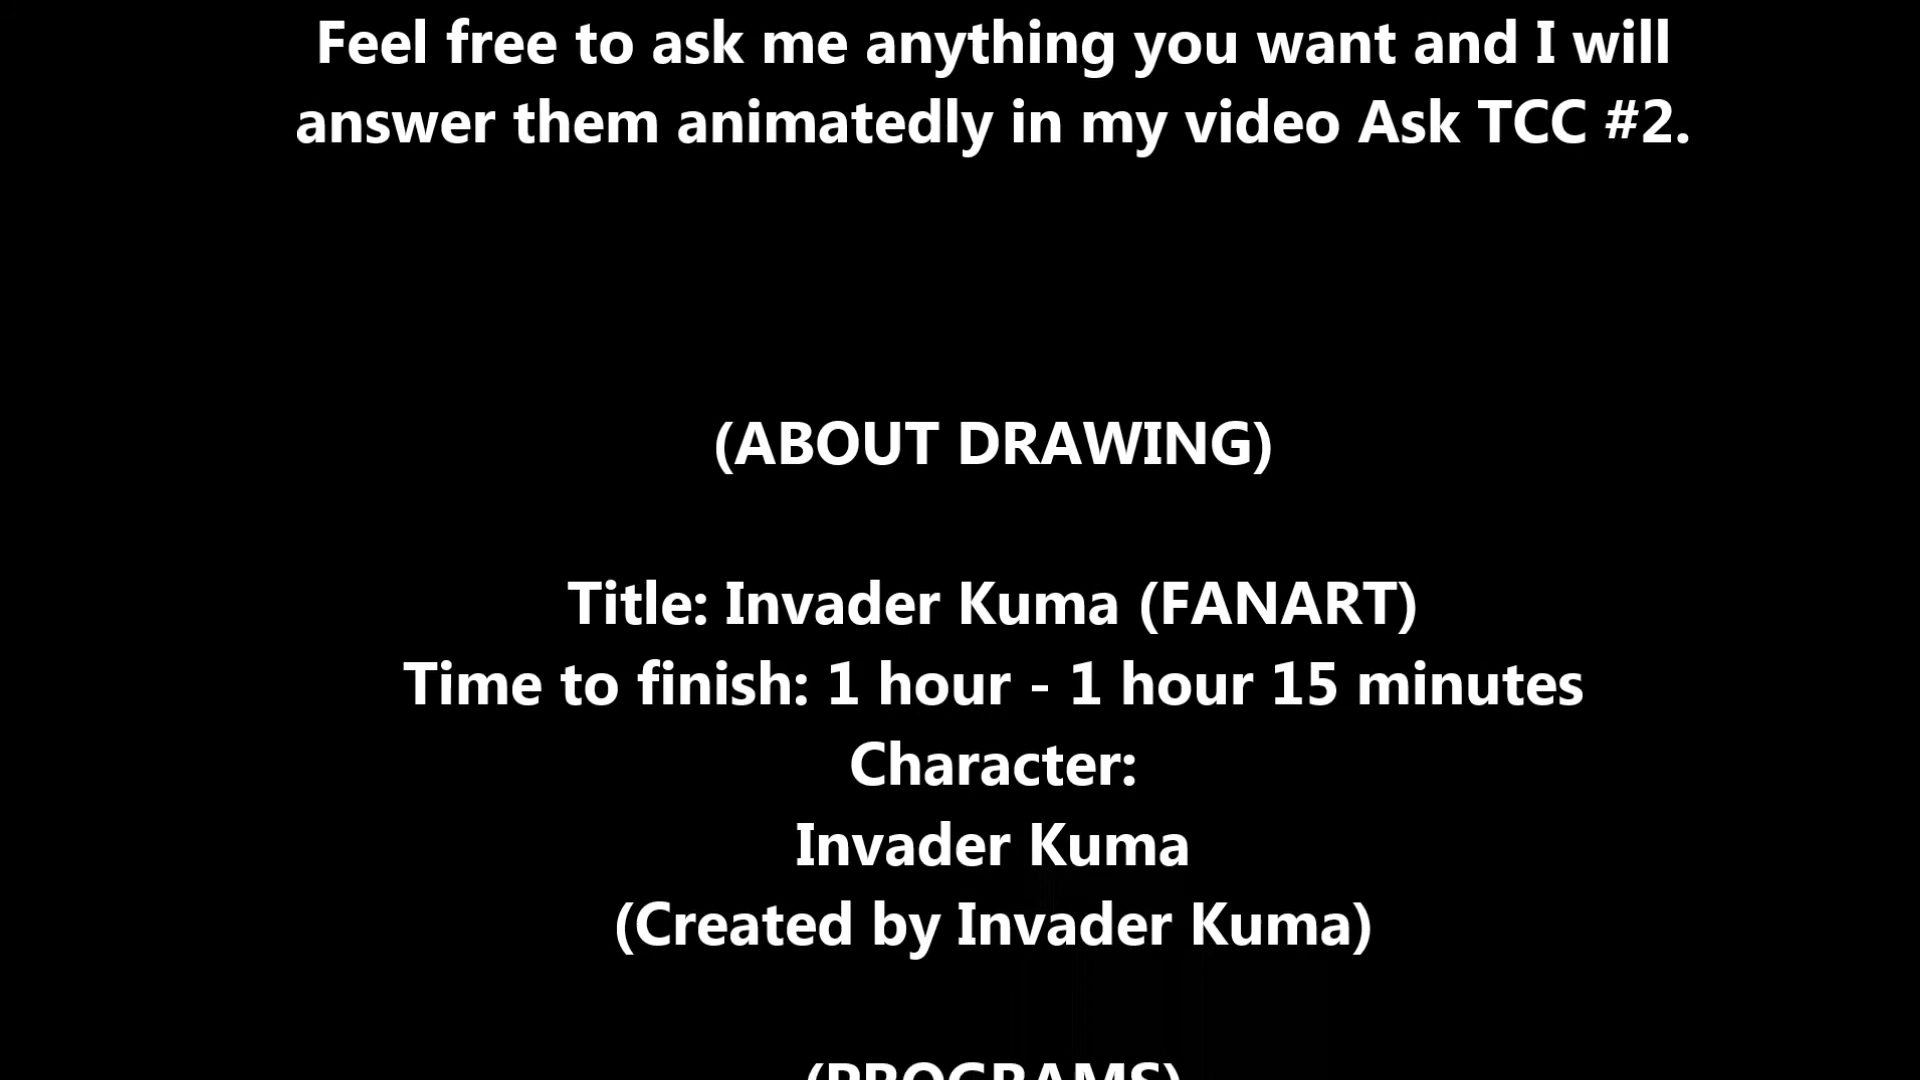 Feel free to ask me anything you want and I will
answer them animatedly in my video Ask TCC #2.
(ABOUT DRAWING)
Title: Invader Kuma (FANART)
Time to finish: 1 hour - 1 hour 15 minutes
Character:
Invader Kuma
(Created by Invader Kuma)
(PROGRAMS)